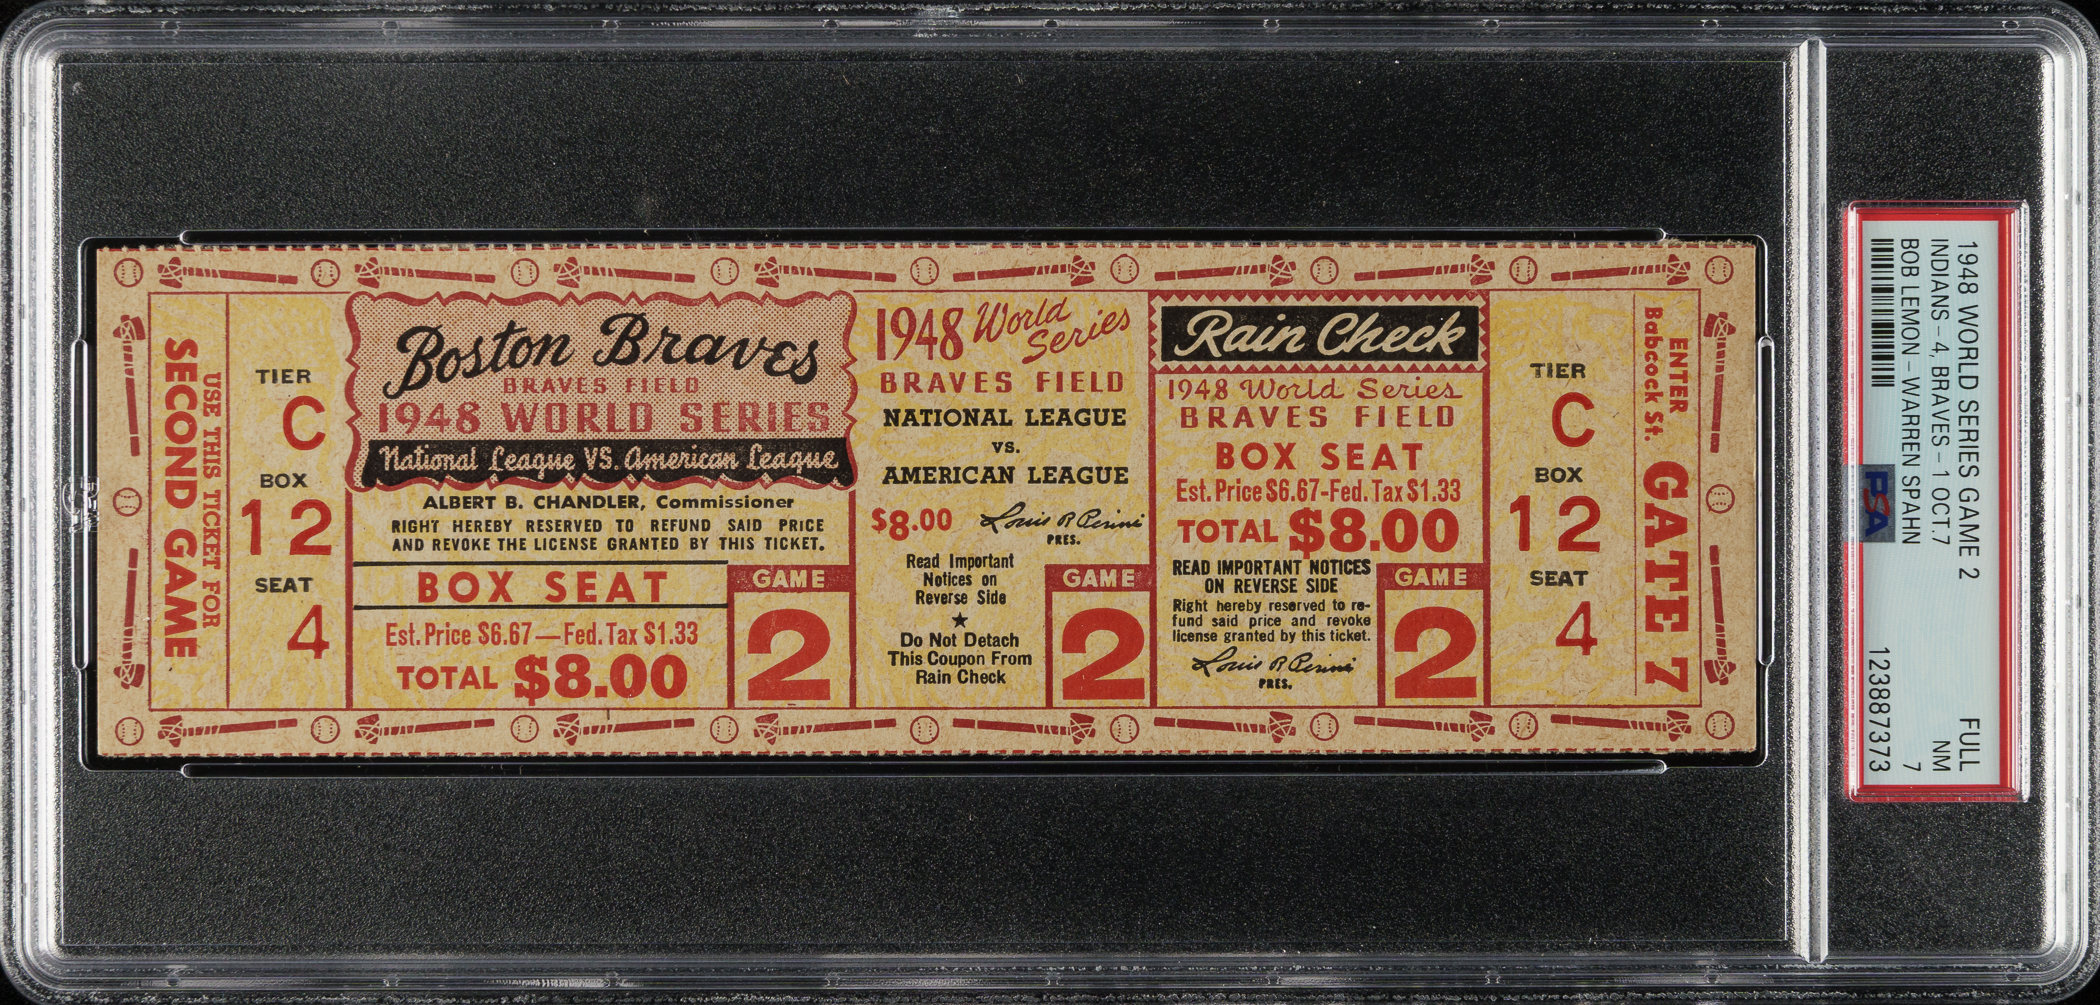 USE THIS TICKET FOR
SECOND GAME
TIER
C
BOX
12
SEAT
4
Boston Braves
BRAVES FIELD
1948 WORLD SERIES
National League VS. American League
ALBERT B. CHANDLER, Commissioner
RIGHT HEREBY RESERVED TO REFUND SAID PRICE
AND REVOKE THE LICENSE GRANTED BY THIS TICKET.
BOX SEAT
Est. Price $6.67—Fed. Tax $1.33
TOTAL $8.00
GAME
2
1948 World
Series
BRAVES FIELD
NATIONAL LEAGUE
vs.
AMERICAN LEAGUE
$8.00
Louis R Perini
PRES.
Read Important
Notices on
Reverse Side
★
Do Not Detach
This Coupon From
Rain Check
GAME
2
Rain Check
1948 World Series
BRAVES FIELD
BOX SEAT
Est. Price $6.67-Fed. Tax $1.33
TOTAL $8.00
READ IMPORTANT NOTICES
ON REVERSE SIDE
Right hereby reserved to re-
fund said price and revoke
license granted by this ticket.
Louis R Perini
PRES.
GAME
2
TIER
C
BOX
12
SEAT
4
ENTER
Babcock St.
GATE 7
1948 WORLD SERIES GAME 2 FULL
INDIANS - 4, BRAVES - 1 OCT.7 NM
BOB LEMON - WARREN SPAHN 7
PSA
123887373